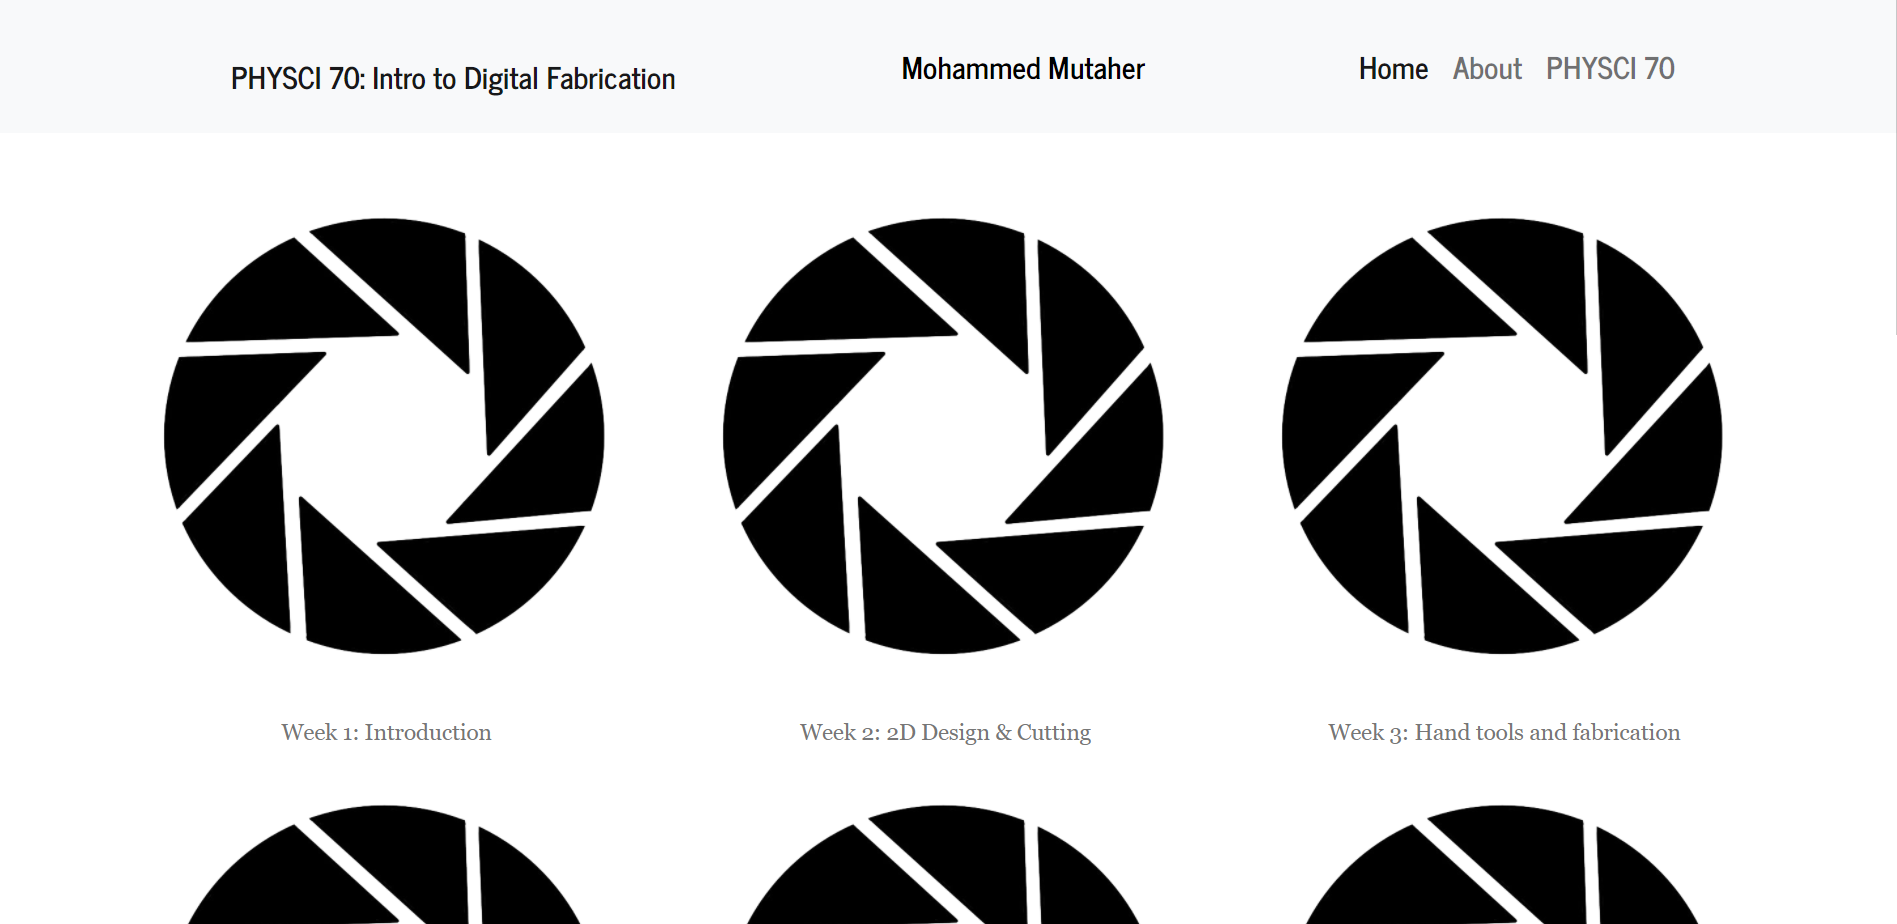 PHYSCI 70: Intro to Digital Fabrication
Mohammed Mutaher
Home About PHYSCI 70
Week 1: Introduction
Week 2: 2D Design & Cutting
Week 3: Hand tools and fabrication